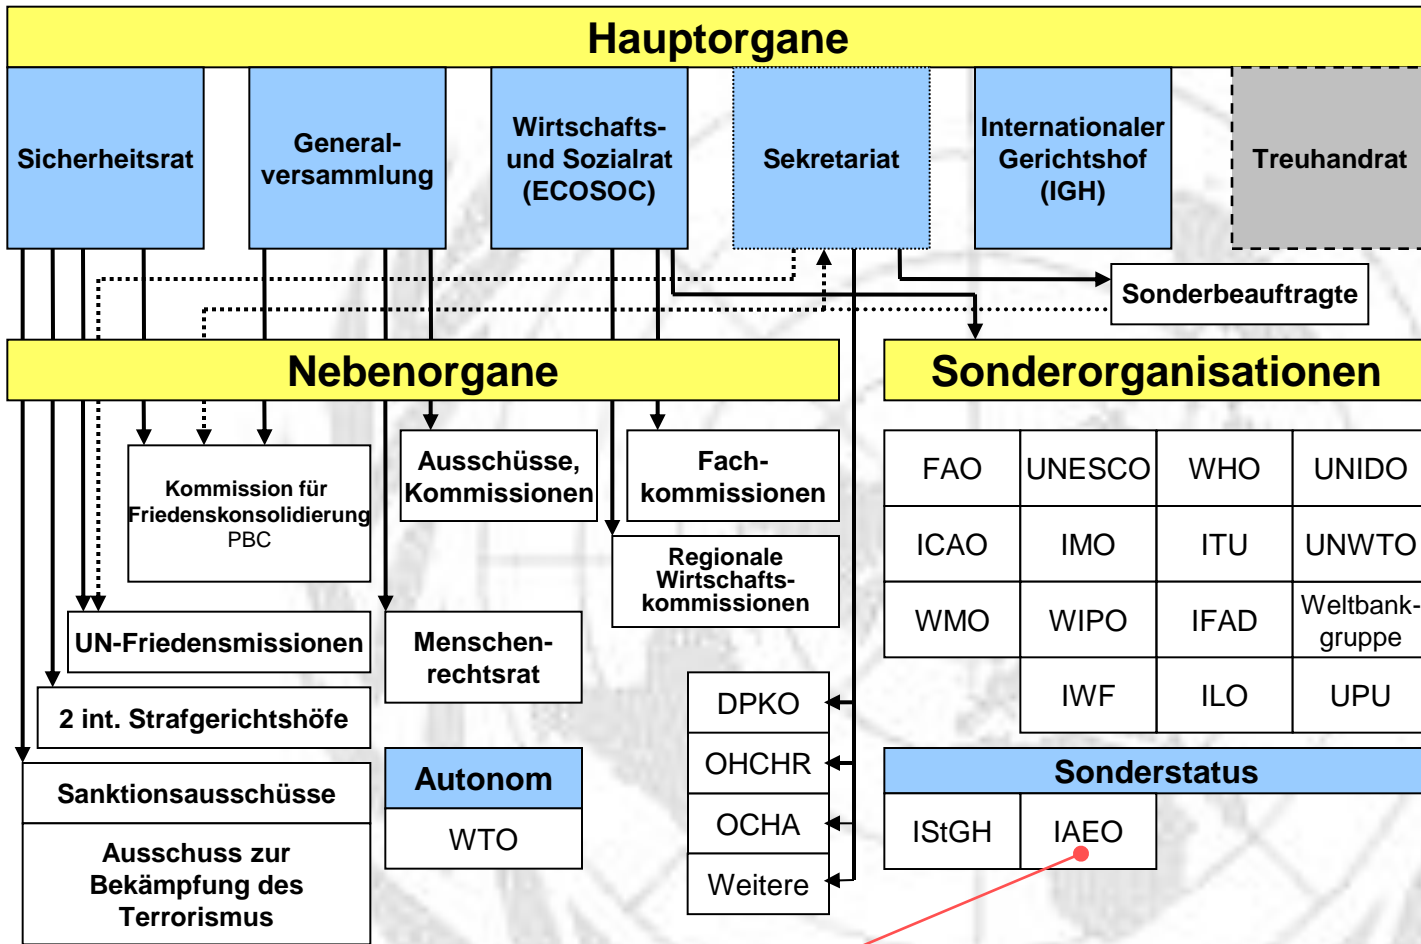 Hauptorgane
Sicherheitsrat
General-
versammlung
Wirtschafts-
und Sozialrat
(ECOSOC)
Sekretariat
Internationaler
Gerichtshof
(IGH)
Treuhandrat
Sonderbeauftragte
Nebenorgane
Sonderorganisationen
Kommission für
Friedenskonsolidierung
PBC
Ausschüsse,
Kommissionen
Fach-
kommissionen
Regionale
Wirtschafts-
kommissionen
UN-Friedensmissionen
Menschen-
rechtsrat
2 int. Strafgerichtshöfe
Sanktionsausschüsse
Ausschuss zur
Bekämpfung des
Terrorismus
Autonom
WTO
DPKO
OHCHR
OCHA
Weitere
FAO UNESCO WHO UNIDO
ICAO IMO ITU UNWTO
WMO WIPO IFAD Weltbank-
gruppe
IWF ILO UPU
Sonderstatus
IStGH IAEO